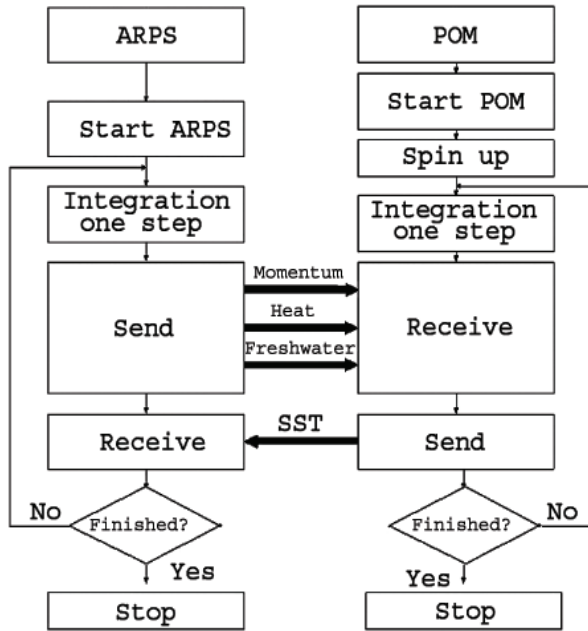 ARPS
POM
Start ARPS
Start POM
Spin up
Integration
one step
Integration
one step
Momentum
Heat
Freshwater
Send
Receive
SST
Receive
Send
Finished?
No
Yes
Finished?
No
Yes
Stop
Stop